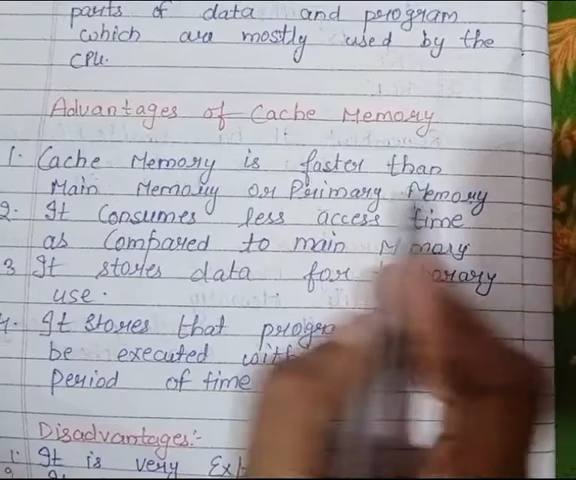 parts of data and program
which are mostly used by the
CPU.
Advantages of Cache Memory
1. Cache Memory is faster than
Main Memory or Primary Memory
2. It Consumes less access time
as Compared to main Memory
3 It stores data for
use.
4. It stores that
be executed
Period of time
Disadvantages:-
1. It is very